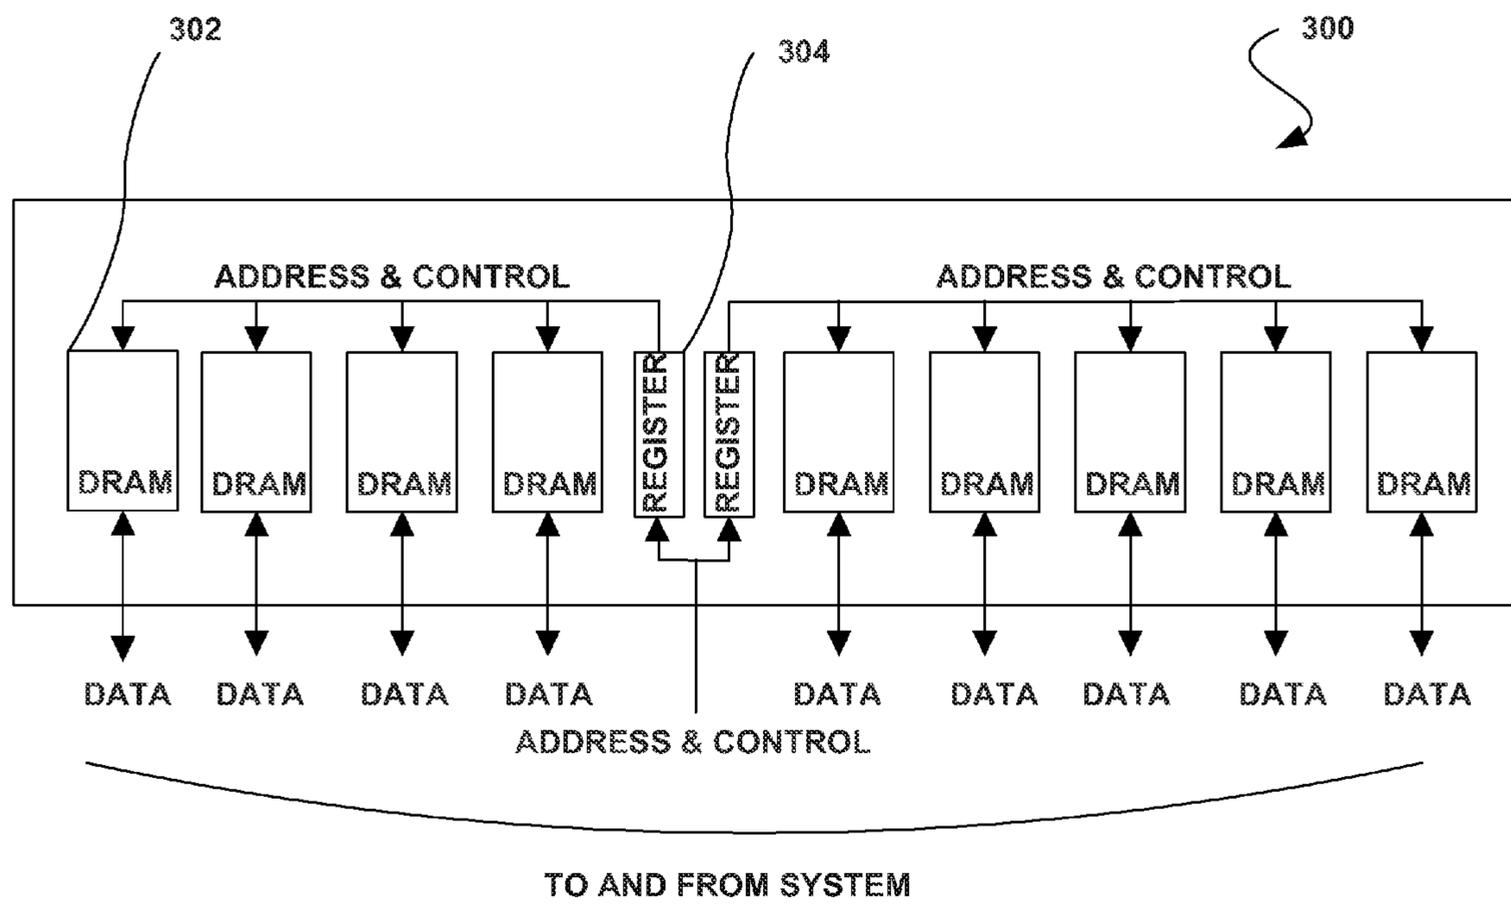 302
304
300
ADDRESS & CONTROL
ADDRESS & CONTROL
DRAM
DRAM
DRAM
DRAM
REGISTER
REGISTER
DRAM
DRAM
DRAM
DRAM
DRAM
DATA
DATA
DATA
DATA
DATA
DATA
DATA
DATA
DATA
ADDRESS & CONTROL
TO AND FROM SYSTEM